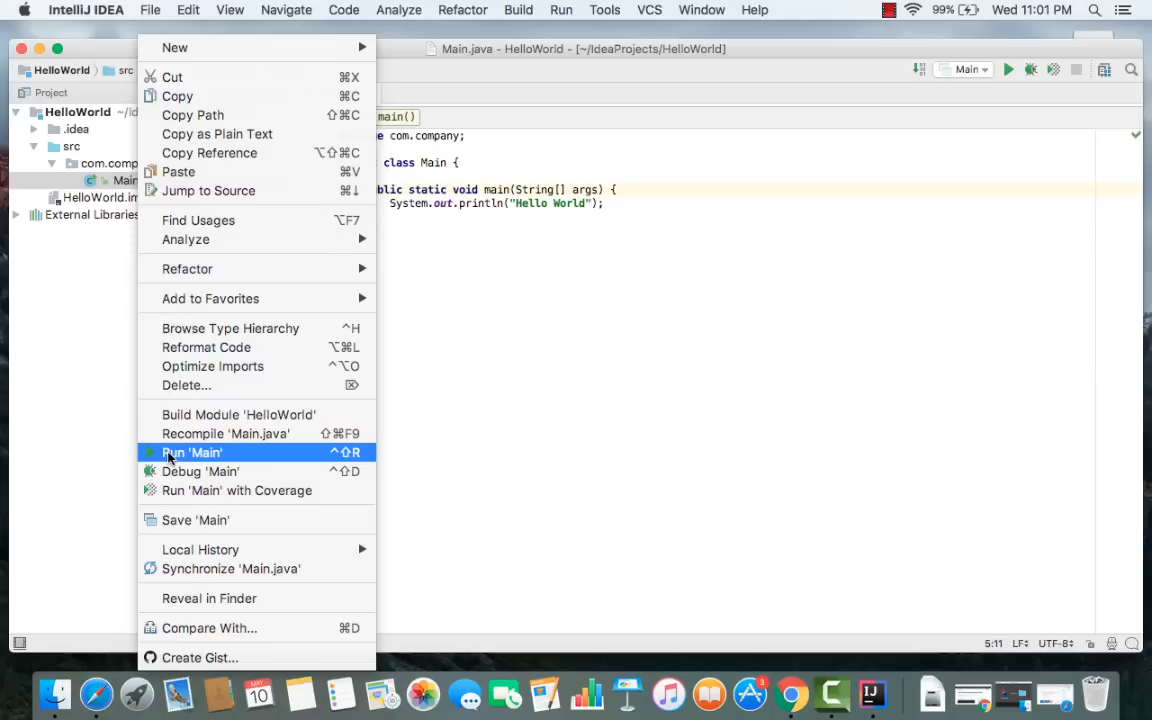 IntelliJ IDEA File Edit View Navigate Code Analyze Refactor Build Run Tools VCS Window Help 99% Wed 11:01 PM
Main.java - HelloWorld - [~/IdeaProjects/HelloWorld]
HelloWorld src Main
Project
HelloWorld
.idea
src
com.comp
Main
HelloWorld.im
External Libraries
New
Cut ⌘X
Copy ⌘C
Copy Path ⇧⌘C
Copy as Plain Text
Copy Reference ⌥⇧⌘C
Paste ⌘V
Jump to Source ⌘↓
Find Usages ⌥F7
Analyze
Refactor
Add to Favorites
Browse Type Hierarchy ^H
Reformat Code ⌥⌘L
Optimize Imports ^⌥O
Delete... ⌦
Build Module 'HelloWorld'
Recompile 'Main.java' ⇧⌘F9
Run 'Main' ^⇧R
Debug 'Main' ^⇧D
Run 'Main' with Coverage
Save 'Main'
Local History
Synchronize 'Main.java'
Reveal in Finder
Compare With... ⌘D
Create Gist...
main()
e com.company;
class Main {
blic static void main(String[] args) {
System.out.println("Hello World");
5:11 LF UTF-8
10
3
IJ